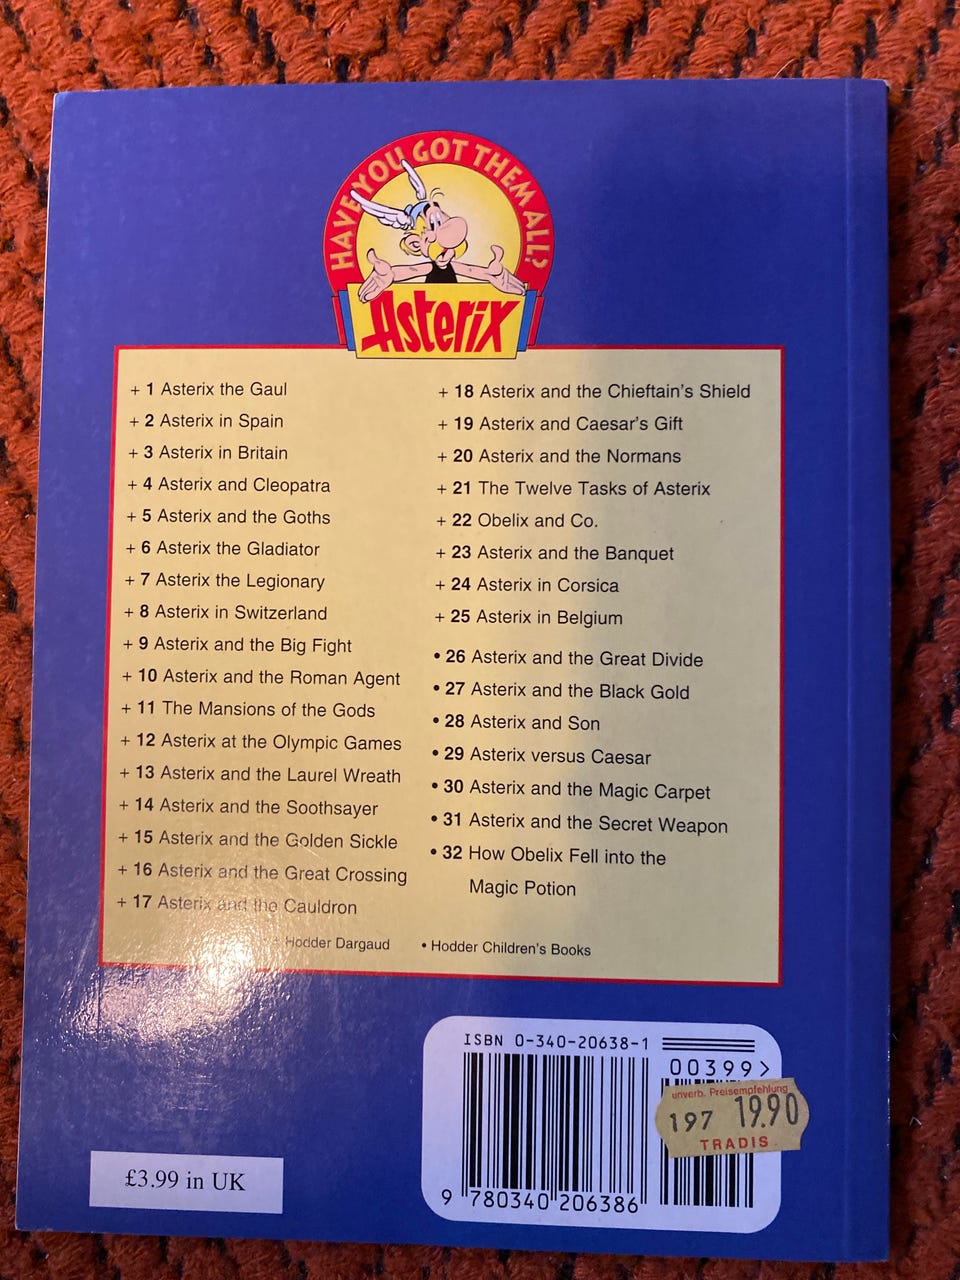 HAVE YOU GOT THEM ALL?
Asterix
+ 1 Asterix the Gaul
+ 2 Asterix in Spain
+ 3 Asterix in Britain
+ 4 Asterix and Cleopatra
+ 5 Asterix and the Goths
+ 6 Asterix the Gladiator
+ 7 Asterix the Legionary
+ 8 Asterix in Switzerland
+ 9 Asterix and the Big Fight
+ 10 Asterix and the Roman Agent
+ 11 The Mansions of the Gods
+ 12 Asterix at the Olympic Games
+ 13 Asterix and the Laurel Wreath
+ 14 Asterix and the Soothsayer
+ 15 Asterix and the Golden Sickle
+ 16 Asterix and the Great Crossing
+ 17 Asterix and the Cauldron
+ 18 Asterix and the Chieftain's Shield
+ 19 Asterix and Caesar's Gift
+ 20 Asterix and the Normans
+ 21 The Twelve Tasks of Asterix
+ 22 Obelix and Co.
+ 23 Asterix and the Banquet
+ 24 Asterix in Corsica
+ 25 Asterix in Belgium
• 26 Asterix and the Great Divide
• 27 Asterix and the Black Gold
• 28 Asterix and Son
• 29 Asterix versus Caesar
• 30 Asterix and the Magic Carpet
• 31 Asterix and the Secret Weapon
• 32 How Obelix Fell into the
Magic Potion
+ Hodder Dargaud • Hodder Children's Books
ISBN 0-340-20638-1
00399>
unverb. Preisempfehlung
197 19.90
TRADIS
9 780340 206386
£3.99 in UK